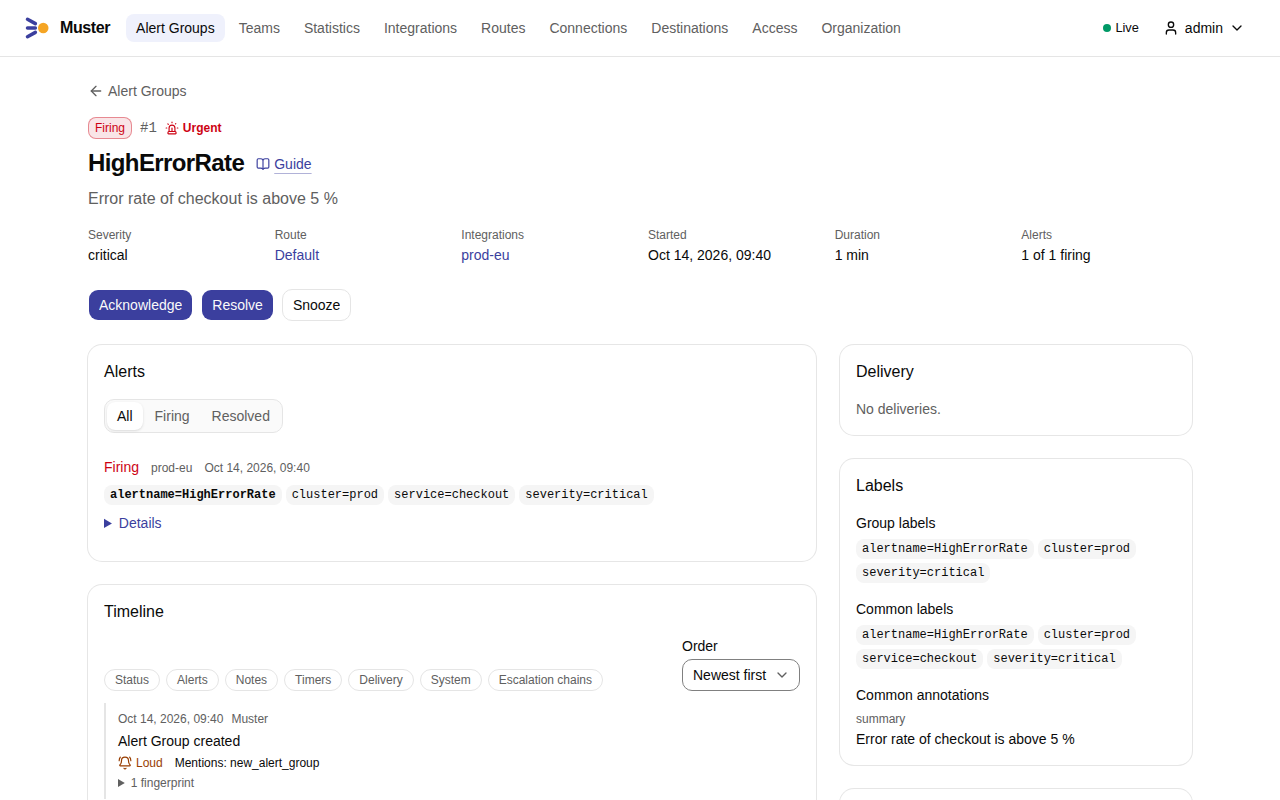 Muster Alert Groups Teams Statistics Integrations Routes Connections Destinations Access Organization Live admin
Alert Groups
Firing #1 Urgent
HighErrorRate Guide
Error rate of checkout is above 5 %
Severity Route Integrations Started Duration Alerts
critical Default prod-eu Oct 14, 2026, 09:40 1 min 1 of 1 firing
Acknowledge Resolve Snooze
Alerts
All Firing Resolved
Firing prod-eu Oct 14, 2026, 09:40
alertname=HighErrorRate cluster=prod service=checkout severity=critical
Details
Timeline
Order
Newest first
Status Alerts Notes Timers Delivery System Escalation chains
Oct 14, 2026, 09:40 Muster
Alert Group created
Loud Mentions: new_alert_group
1 fingerprint
Delivery
No deliveries.
Labels
Group labels
alertname=HighErrorRate cluster=prod
severity=critical
Common labels
alertname=HighErrorRate cluster=prod
service=checkout severity=critical
Common annotations
summary
Error rate of checkout is above 5 %